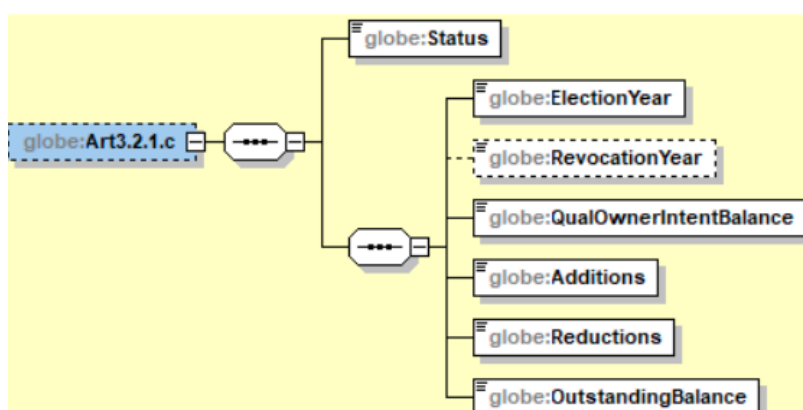 globe:Status
globe:ElectionYear
globe:Art3.2.1.c
globe:RevocationYear
globe:QualOwnerIntentBalance
globe:Additions
globe:Reductions
globe:OutstandingBalance